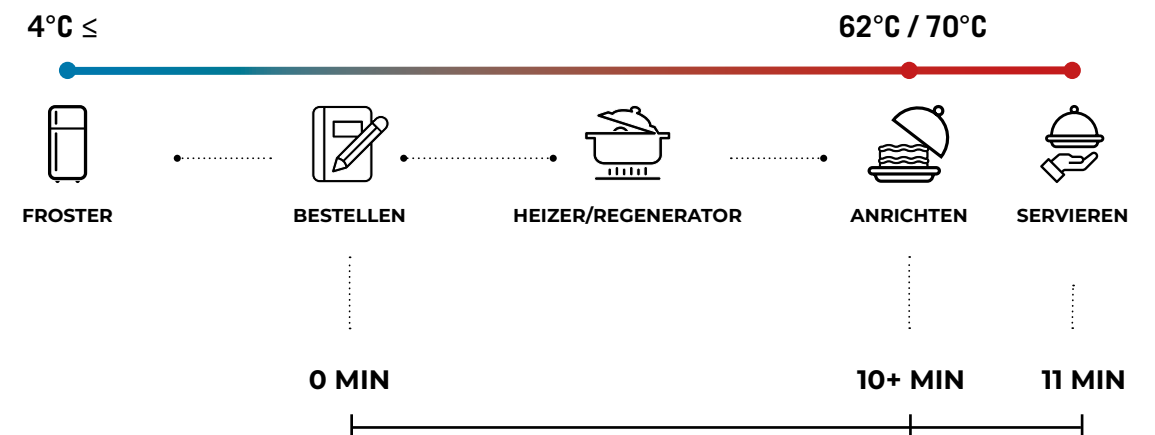 4°C ≤
62°C / 70°C
FROSTER
BESTELLEN
HEIZER/REGENERATOR
ANRICHTEN
SERVIEREN
0 MIN
10+ MIN
11 MIN